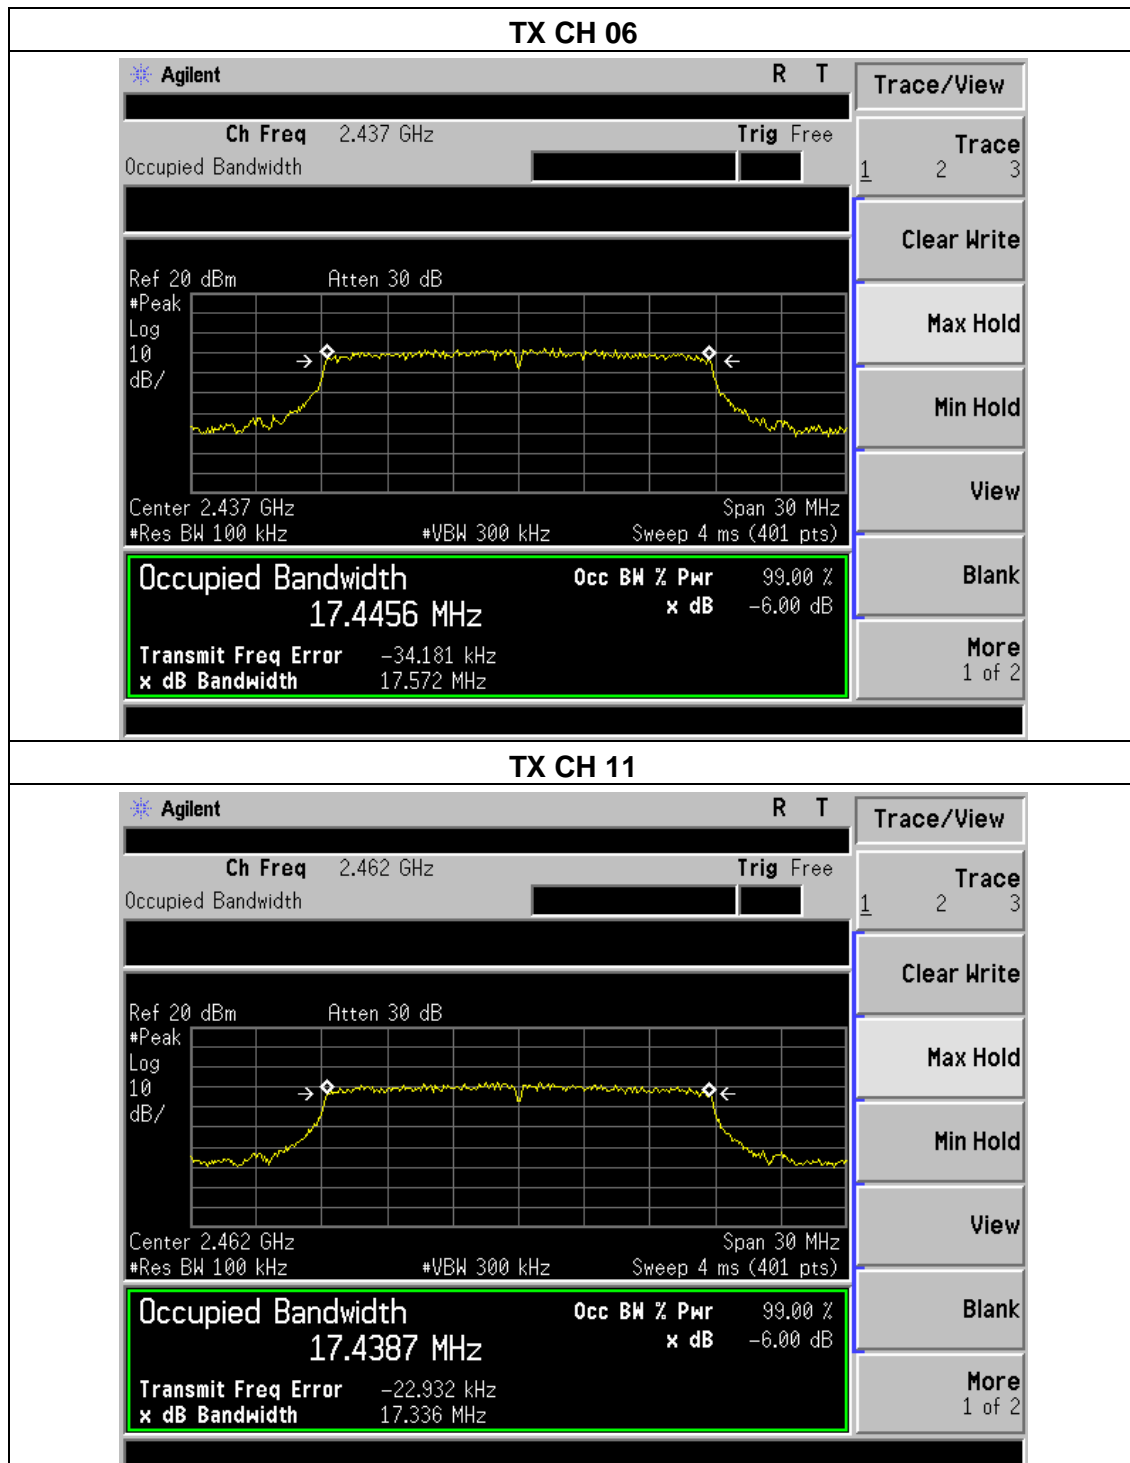 TX CH 06
Agilent R T Trace/View
Ch Freq 2.437 GHz Trig Free
Occupied Bandwidth
Trace
1 2 3
Clear Write
Max Hold
Min Hold
View
Blank
More
1 of 2
Ref 20 dBm Atten 30 dB
#Peak
Log
10
dB/
Center 2.437 GHz Span 30 MHz
#Res BW 100 kHz #VBW 300 kHz Sweep 4 ms (401 pts)
Occupied Bandwidth Occ BW % Pwr 99.00 %
17.4456 MHz x dB -6.00 dB
Transmit Freq Error -34.181 kHz
x dB Bandwidth 17.572 MHz
TX CH 11
Agilent R T Trace/View
Ch Freq 2.462 GHz Trig Free
Occupied Bandwidth
Trace
1 2 3
Clear Write
Max Hold
Min Hold
View
Blank
More
1 of 2
Ref 20 dBm Atten 30 dB
#Peak
Log
10
dB/
Center 2.462 GHz Span 30 MHz
#Res BW 100 kHz #VBW 300 kHz Sweep 4 ms (401 pts)
Occupied Bandwidth Occ BW % Pwr 99.00 %
17.4387 MHz x dB -6.00 dB
Transmit Freq Error -22.932 kHz
x dB Bandwidth 17.336 MHz